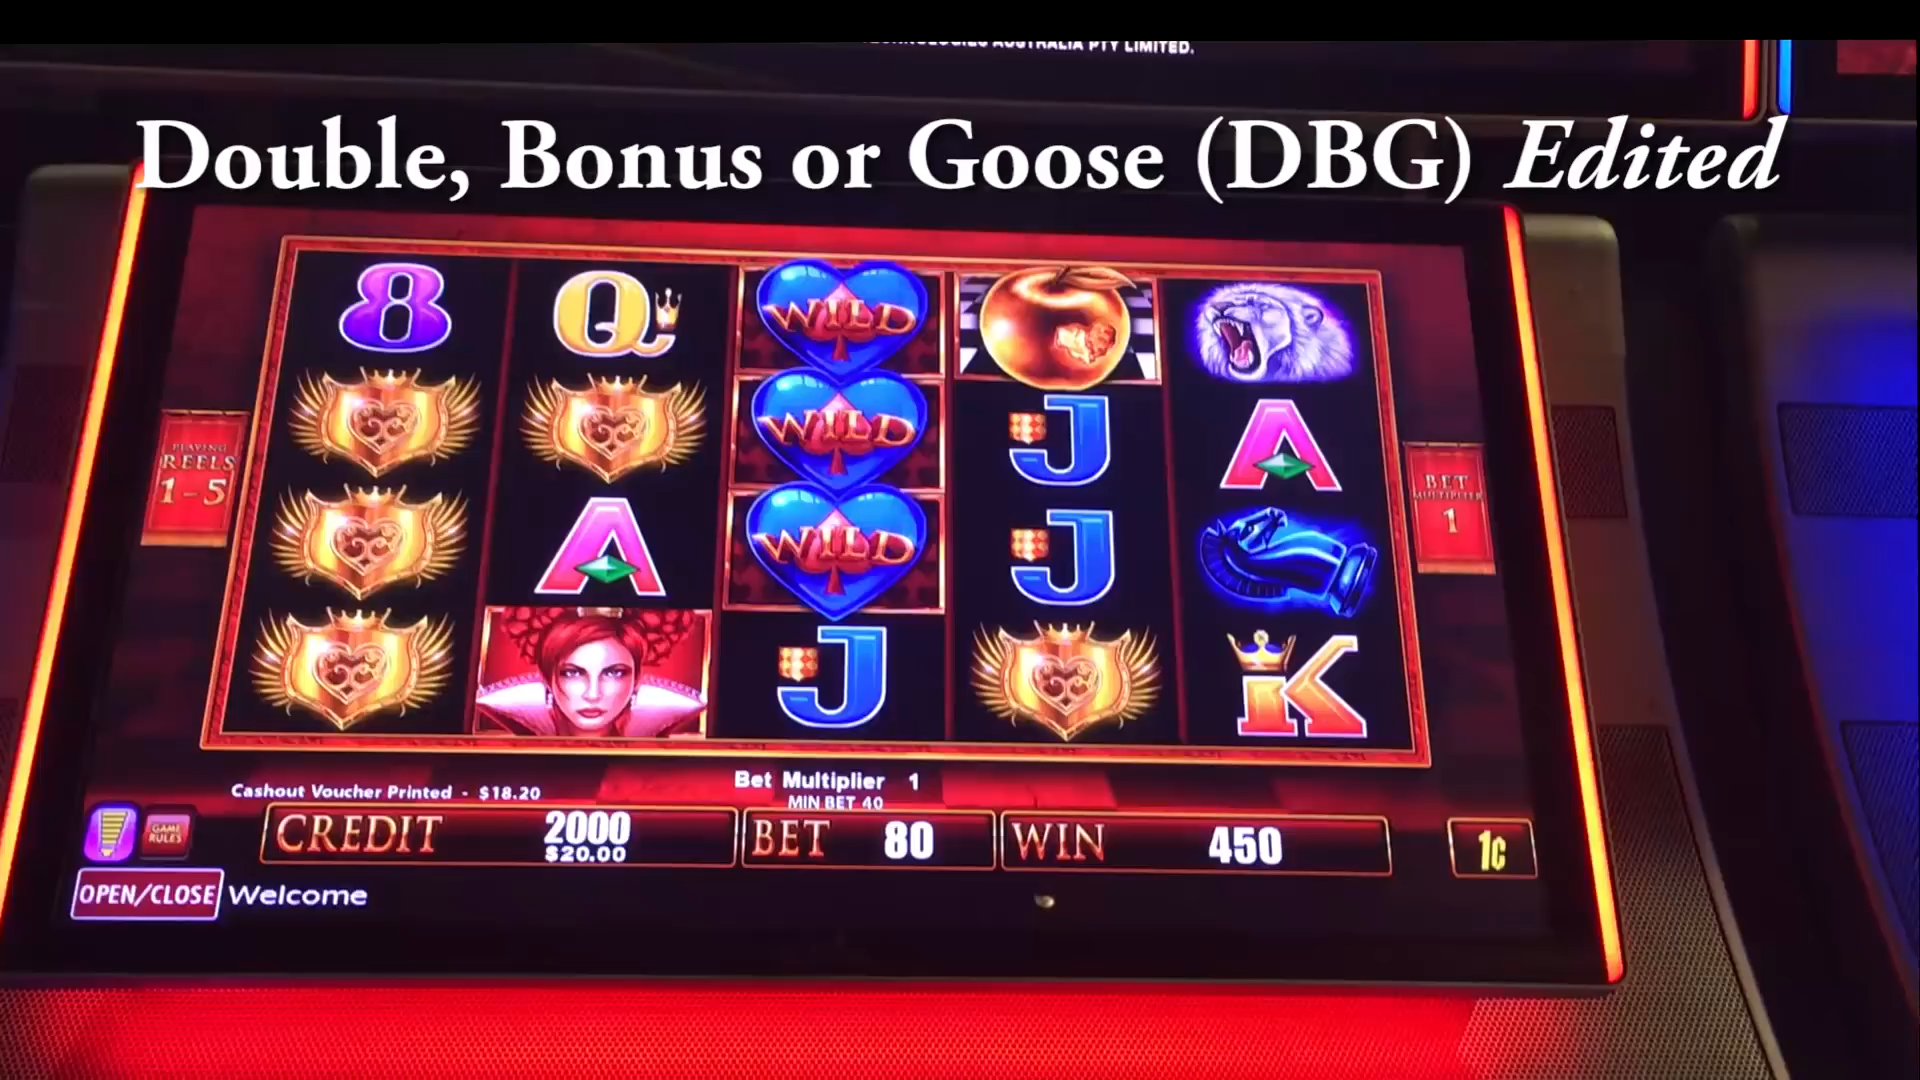 AUSTRALIA PTY LIMITED.
Double, Bonus or Goose (DBG) Edited
8
Q
WILD
WILD
J
A
PLAYING
REELS
1-5
BET
MULTIPLIER
1
A
WILD
J
J
K
Cashout Voucher Printed - $18.20
Bet Multiplier 1
MIN BET 40
GAME
RULES
CREDIT 2000
$20.00
BET 80
WIN 450
1¢
OPEN/CLOSE
Welcome